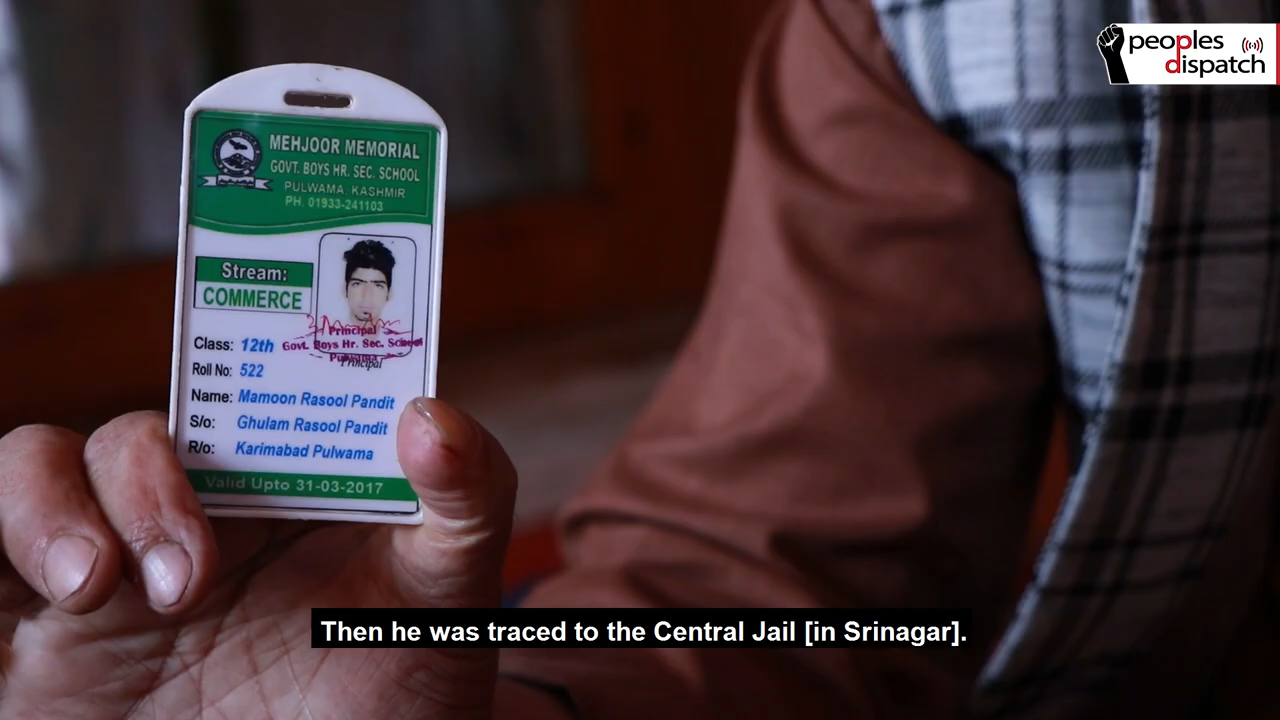 peoples
dispatch
MEHJOOR MEMORIAL
GOVT. BOYS HR. SEC. SCHOOL
PULWAMA, KASHMIR
PH. 01933-241103
Stream:
COMMERCE
Principal
Govt. Boys Hr. Sec. School
Pulwama
Principal
Class: 12th
Roll No: 522
Name: Mamoon Rasool Pandit
S/o: Ghulam Rasool Pandit
R/o: Karimabad Pulwama
Valid Upto 31-03-2017
Then he was traced to the Central Jail [in Srinagar].